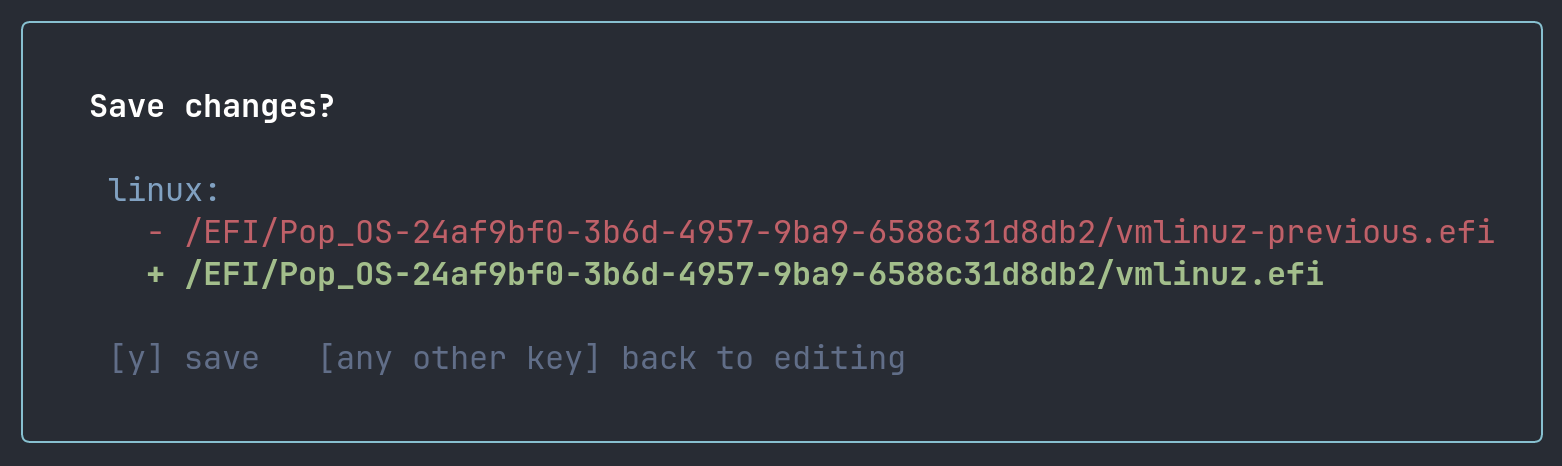 Save changes?
linux:
- /EFI/Pop_OS-24af9bf0-3b6d-4957-9ba9-6588c31d8db2/vmlinuz-previous.efi
+ /EFI/Pop_OS-24af9bf0-3b6d-4957-9ba9-6588c31d8db2/vmlinuz.efi
[y] save   [any other key] back to editing